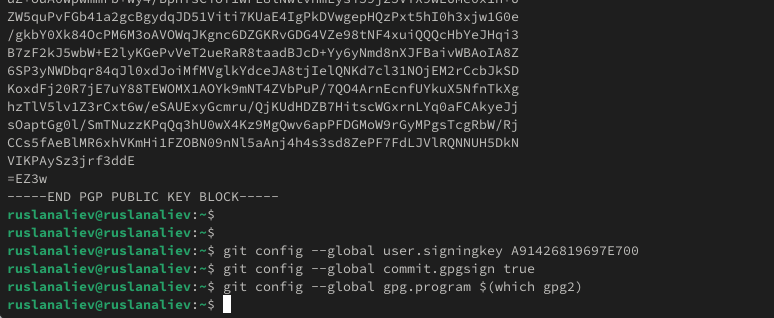 ZW5quPvFGb41a2gcBgydqJD51Viti7KUaE4IgPkDVwgepHQzPxt5hI0h3xjw1G0e
/gkbY0Xk84OcPM6M3oAVOWqJKgnc6DZGKRvGDG4VZe98tNF4xuiQQQcHbYeJHqi3
B7zF2kJ5wbW+E2lyKGePvVeT2ueRaR8taadBJcD+Yy6yNmd8nXJFBaivWBAoIA8Z
6SP3yNWDbqr84qJl0xdJoiMfMVglkYdceJA8tjIelQNKd7cl31NOjEM2rCcbJkSD
KoxdFj20R7jE7uY88TEWOMX1AOYk9mNT4ZVbPuP/7QO4ArnEcnfUYkuX5NfnTkXg
hzTlV5lv1Z3rCxt6w/eSAUExyGcmru/QjKUdHDZB7HitscWGxrnLYq0aFCAkyeJj
sOaptGg0l/SmTNuzzKPqQq3hU0wX4Kz9MgQwv6apPFDGMoW9rGyMPgsTcgRbW/Rj
CCs5fAeBlMR6xhVKmHi1FZOBN09nNl5aAnj4h4s3sd8ZePF7FdLJVlRQNNUH5DkN
VIKPAySz3jrf3ddE
=EZ3w
-----END PGP PUBLIC KEY BLOCK-----
ruslanaliev@ruslanaliev:~$
ruslanaliev@ruslanaliev:~$
ruslanaliev@ruslanaliev:~$ git config --global user.signingkey A91426819697E700
ruslanaliev@ruslanaliev:~$ git config --global commit.gpgsign true
ruslanaliev@ruslanaliev:~$ git config --global gpg.program $(which gpg2)
ruslanaliev@ruslanaliev:~$